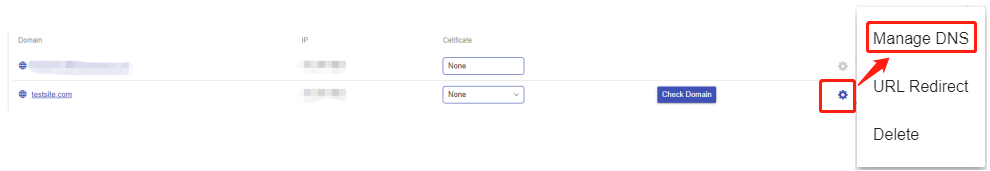 Domain IP Cetificate
None
testsite.com None Check Domain
Manage DNS
URL Redirect
Delete